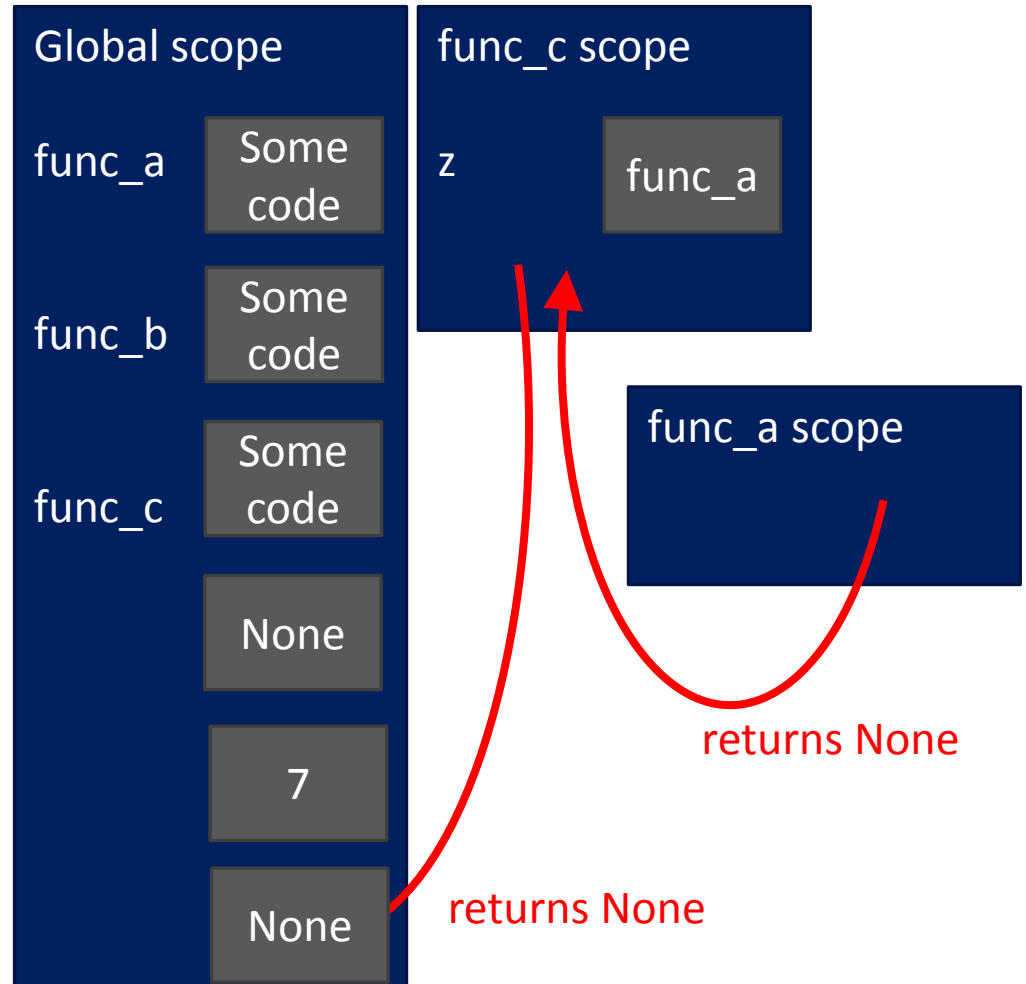 Global scope
func_a
Some
code
func_b
Some
code
func_c
Some
code
None
7
None
func_c scope
z
func_a
func_a scope
returns None
returns None